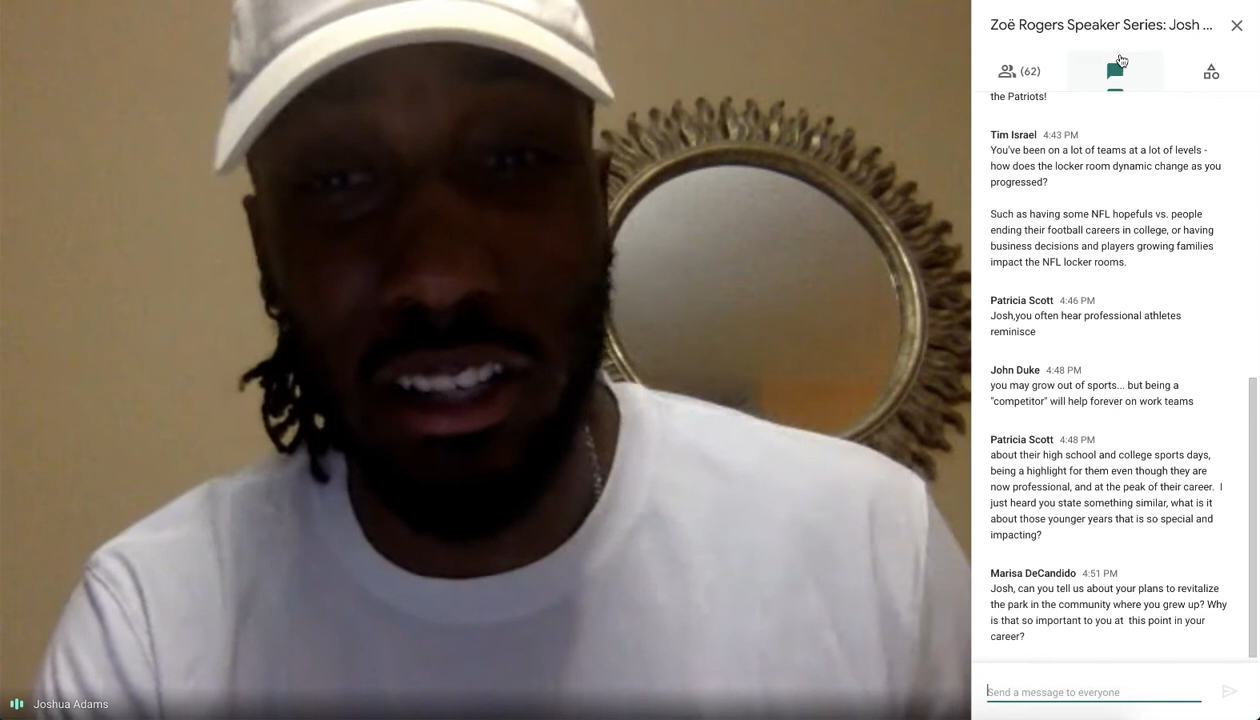 Zoë Rogers Speaker Series: Josh ...
(62)
the Patriots!
Tim Israel 4:43 PM
You've been on a lot of teams at a lot of levels -
how does the locker room dynamic change as you
progressed?
Such as having some NFL hopefuls vs. people
ending their football careers in college, or having
business decisions and players growing families
impact the NFL locker rooms.
Patricia Scott 4:46 PM
Josh,you often hear professional athletes
reminisce
John Duke 4:48 PM
you may grow out of sports... but being a
"competitor" will help forever on work teams
Patricia Scott 4:48 PM
about their high school and college sports days,
being a highlight for them even though they are
now professional, and at the peak of their career.  I
just heard you state something similar, what is it
about those younger years that is so special and
impacting?
Marisa DeCandido 4:51 PM
Josh, can you tell us about your plans to revitalize
the park in the community where you grew up? Why
is that so important to you at  this point in your
career?
Send a message to everyone
Joshua Adams